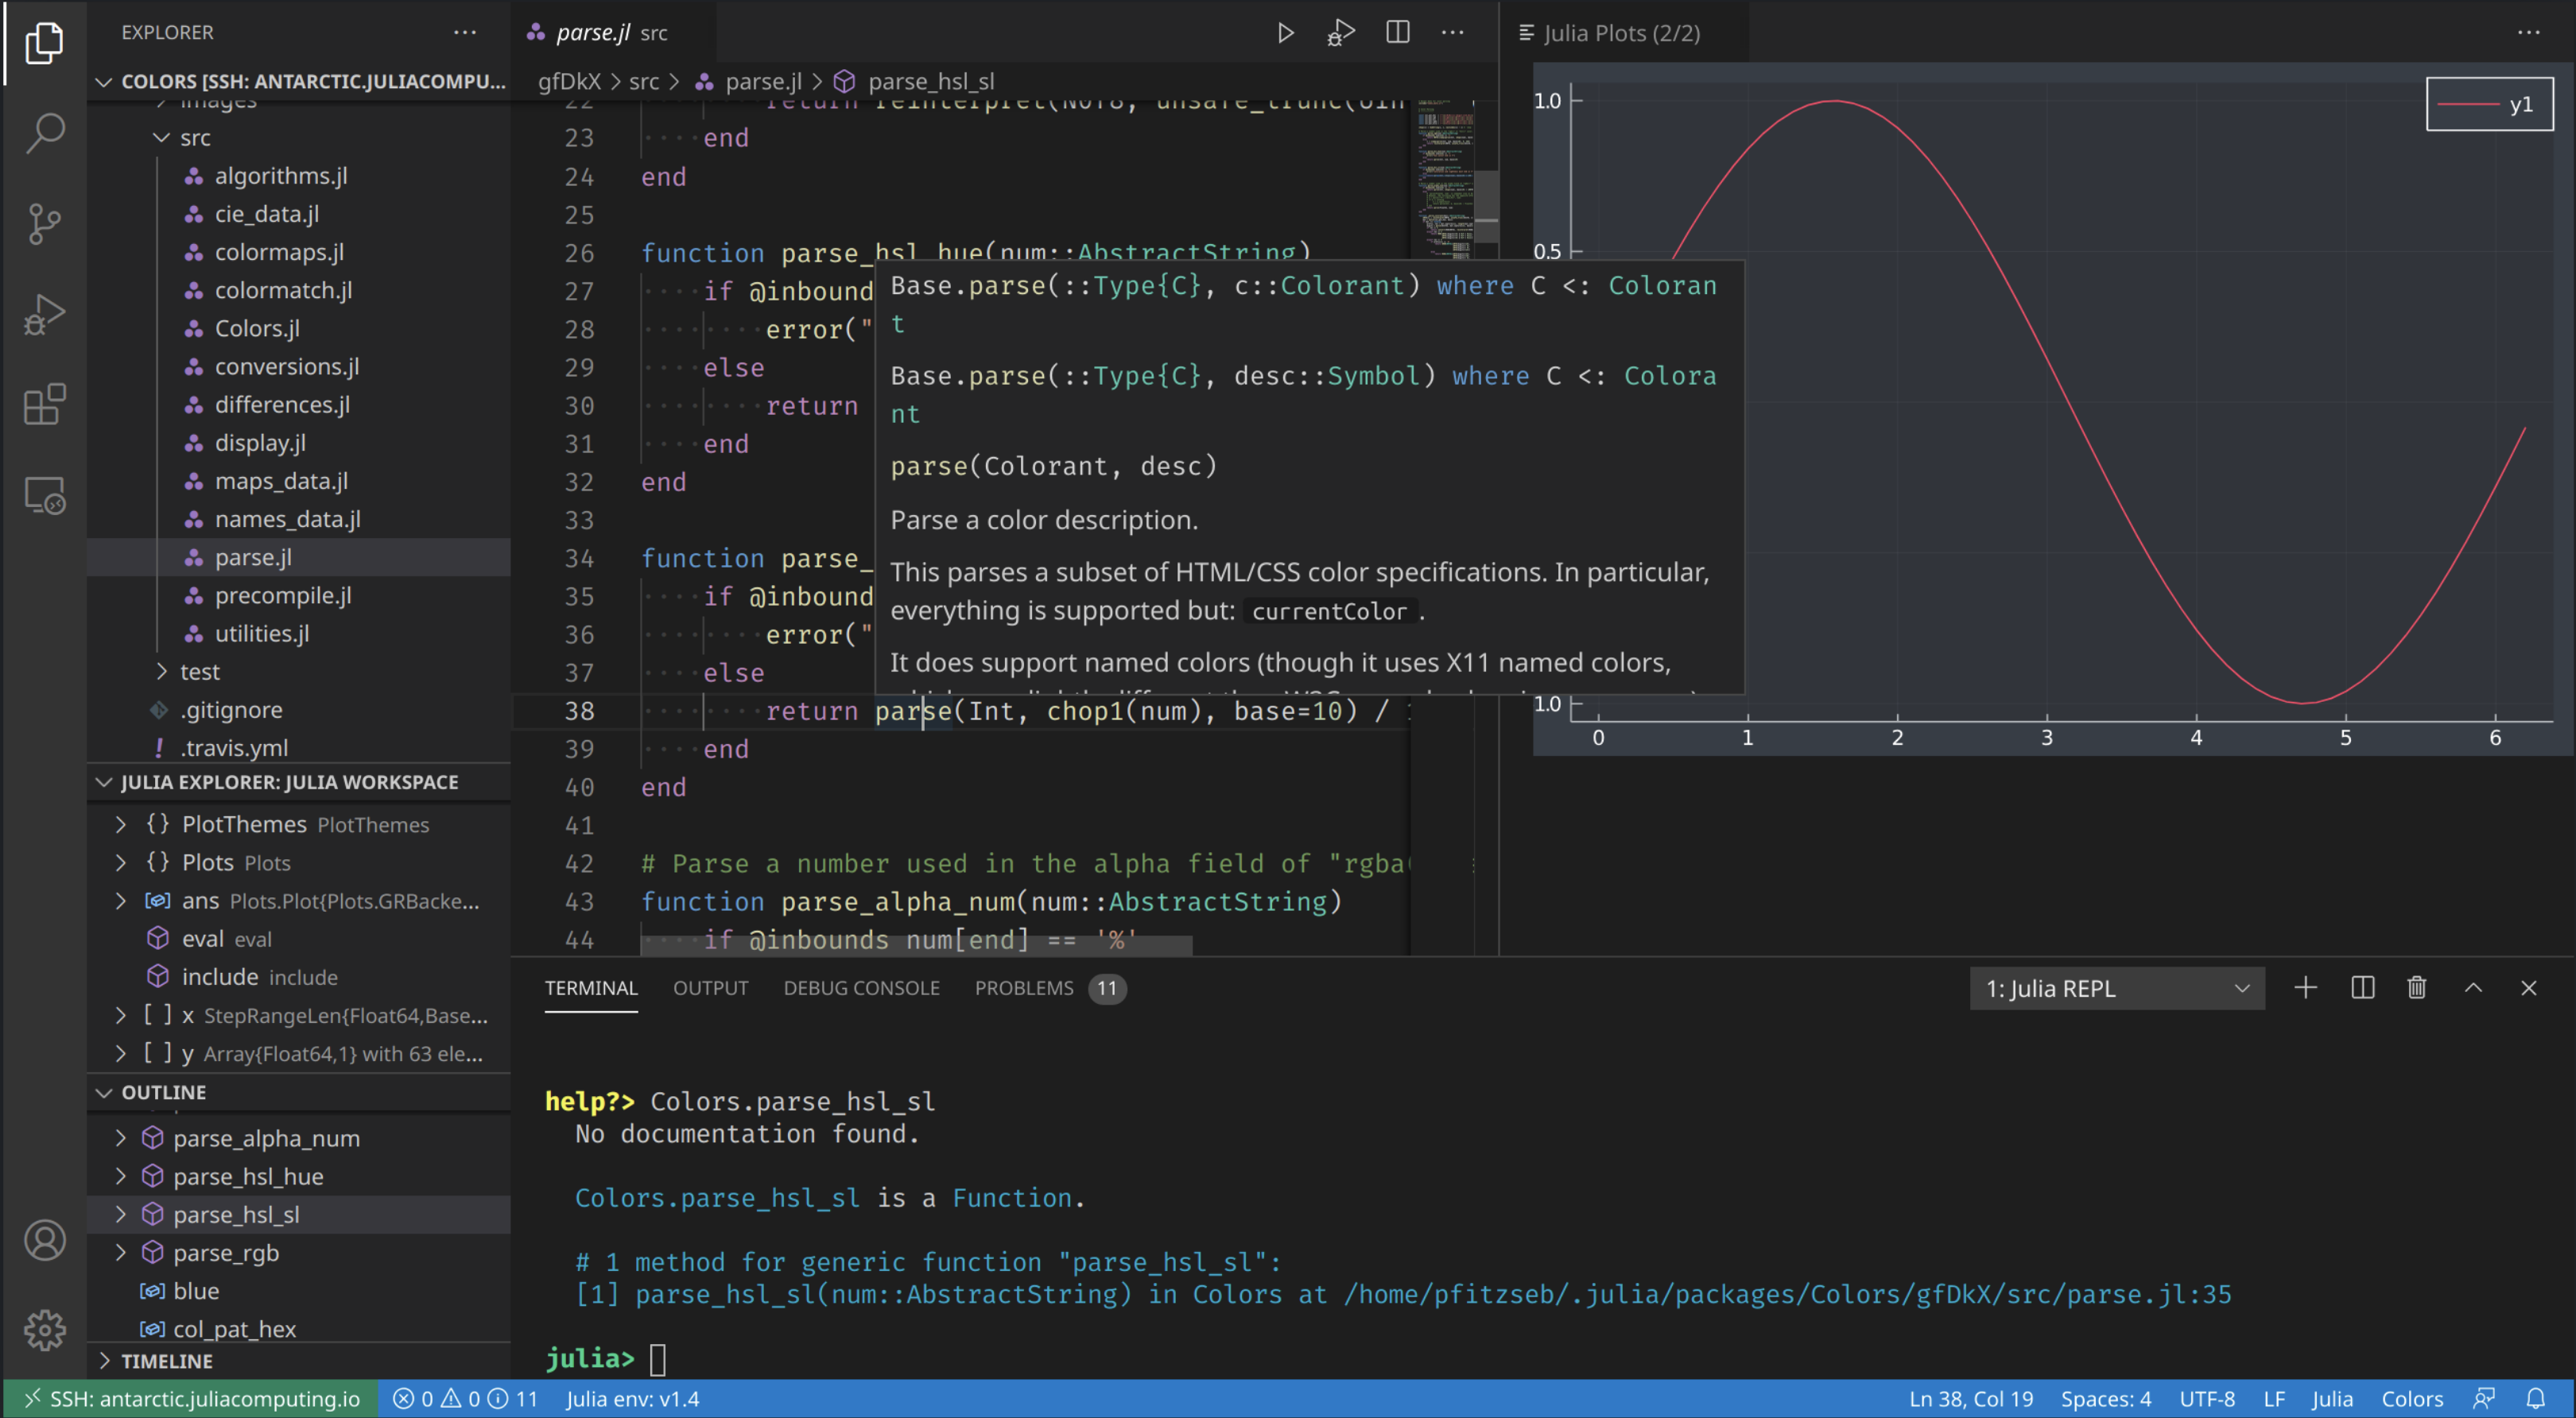 EXPLORER
COLORS [SSH: ANTARCTIC.JULIACOMPU...
images
src
algorithms.jl
cie_data.jl
colormaps.jl
colormatch.jl
Colors.jl
conversions.jl
differences.jl
display.jl
maps_data.jl
names_data.jl
parse.jl
precompile.jl
utilities.jl
test
.gitignore
! .travis.yml
JULIA EXPLORER: JULIA WORKSPACE
{} PlotThemes PlotThemes
{} Plots Plots
ans Plots.Plot{Plots.GRBacke...
eval eval
include include
[ ] x StepRangeLen{Float64,Base...
[ ] y Array{Float64,1} with 63 ele...
OUTLINE
parse_alpha_num
parse_hsl_hue
parse_hsl_sl
parse_rgb
blue
col_pat_hex
TIMELINE
parse.jl src
gfDkX > src > parse.jl > parse_hsl_sl
22 return reinterpret(N0f8, unsafe_trunc(UIn
23 end
24 end
25
26 function parse_hsl_hue(num::AbstractString)
27 if @inbound
28 error("
29 else
30 return
31 end
32 end
33
34 function parse_
35 if @inbound
36 error("
37 else
38 return parse(Int, chop1(num), base=10) /
39 end
40 end
41
42 # Parse a number used in the alpha field of "rgba(
43 function parse_alpha_num(num::AbstractString)
44 if @inbounds num[end] == '%'
Base.parse(::Type{C}, c::Colorant) where C <: Coloran
t
Base.parse(::Type{C}, desc::Symbol) where C <: Colora
nt
parse(Colorant, desc)
Parse a color description.
This parses a subset of HTML/CSS color specifications. In particular,
everything is supported but: currentColor .
It does support named colors (though it uses X11 named colors,
Julia Plots (2/2)
y1
1.0
0.5
1.0
0 1 2 3 4 5 6
TERMINAL OUTPUT DEBUG CONSOLE PROBLEMS 11
1: Julia REPL
help?> Colors.parse_hsl_sl
No documentation found.
Colors.parse_hsl_sl is a Function.
# 1 method for generic function "parse_hsl_sl":
[1] parse_hsl_sl(num::AbstractString) in Colors at /home/pfitzseb/.julia/packages/Colors/gfDkX/src/parse.jl:35
julia>
SSH: antarctic.juliacomputing.io 0 0 11 Julia env: v1.4 Ln 38, Col 19 Spaces: 4 UTF-8 LF Julia Colors